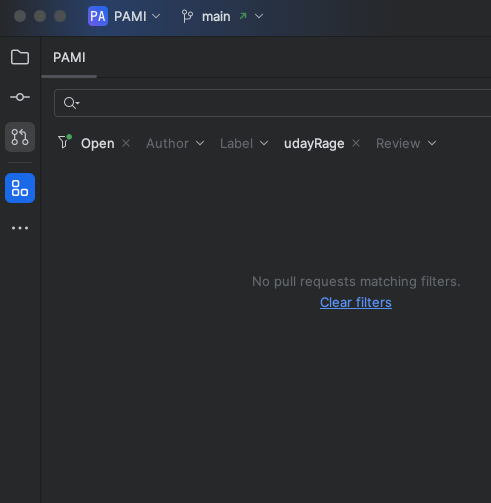 PA PAMI main
PAMI
Open Author Label udayRage Review
No pull requests matching filters.
Clear filters